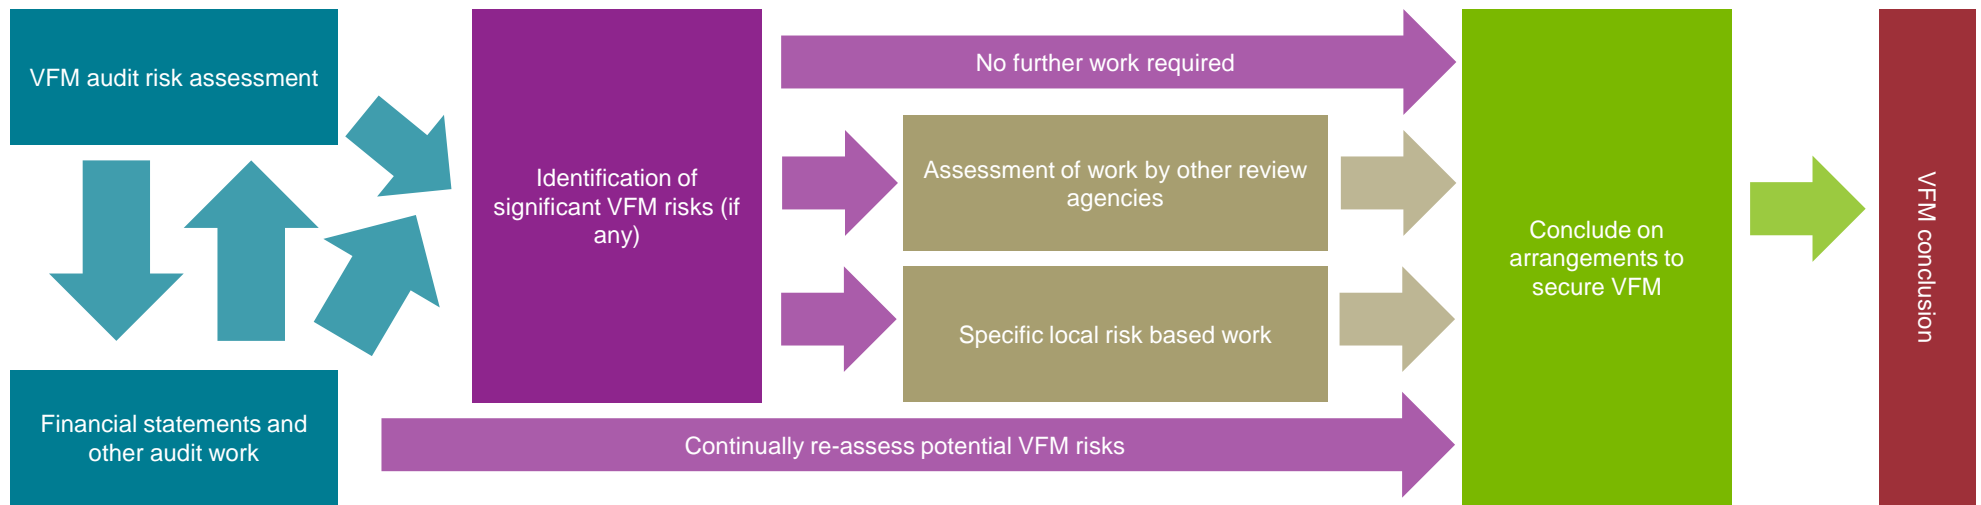 VFM audit risk assessment
Financial statements and
other audit work
Identification of
significant VFM risks (if
any)
No further work required
Assessment of work by other review
agencies
Specific local risk based work
Continually re-assess potential VFM risks
Conclude on
arrangements to
secure VFM
VFM conclusion